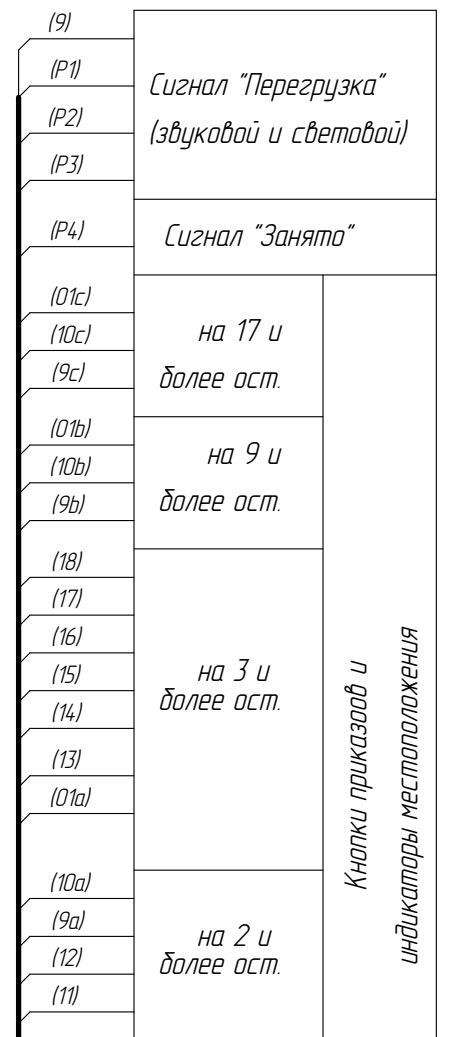 (9)
(P1)
Сигнал "Перегрузка"
(P2)
(звуковой и световой)
(P3)
(P4)
Сигнал "Занято"
(01c)
(10c)
на 17 и
(9c)
более ост.
(01b)
(10b)
на 9 и
(9b)
более ост.
(18)
(17)
(16)
(15)
на 3 и
(14)
более ост.
(13)
(01a)
(10a)
(9a)
на 2 и
(12)
более ост.
(11)
Кнопки приказоов и
индикаторы местоположения